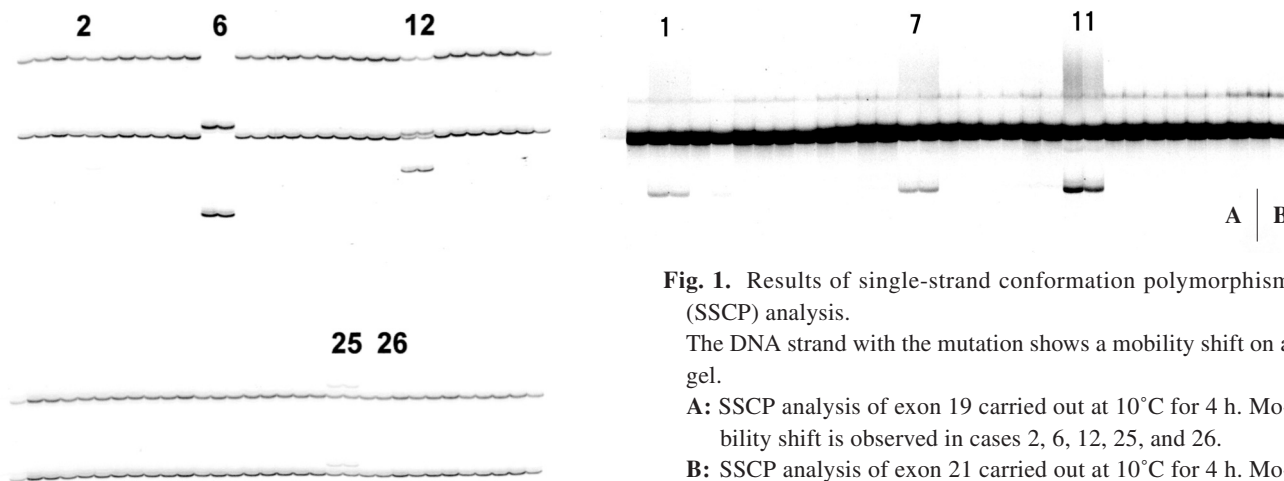 2 6 12
1 7 11
A B
25 26
Fig. 1. Results of single-strand conformation polymorphism
(SSCP) analysis.
The DNA strand with the mutation shows a mobility shift on a
gel.
A: SSCP analysis of exon 19 carried out at 10˚C for 4 h. Mo-
bility shift is observed in cases 2, 6, 12, 25, and 26.
B: SSCP analysis of exon 21 carried out at 10˚C for 4 h. Mo-